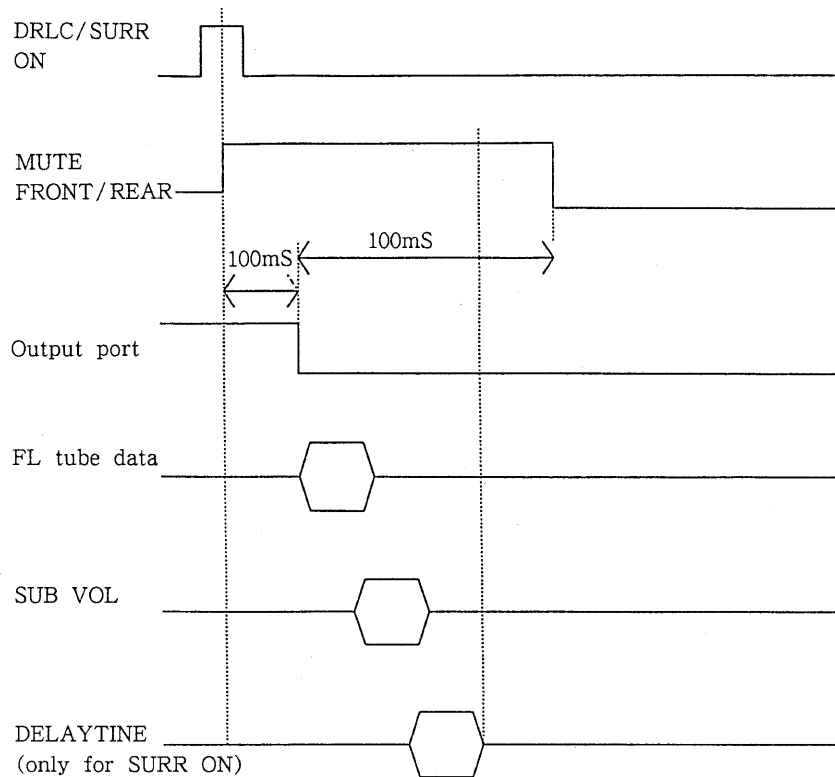 DRLC/SURR
ON
MUTE
FRONT/REAR
100mS
100mS
Output port
FL tube data
SUB VOL
DELAYTINE
(only for SURR ON)